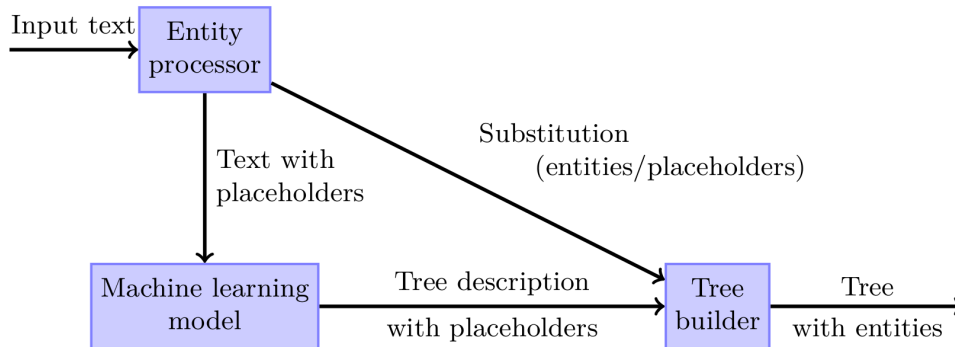 Input text
Entity
processor
Substitution
(entities/placeholders)
Text with
placeholders
Machine learning
model
Tree description
with placeholders
Tree
builder
Tree
with entities